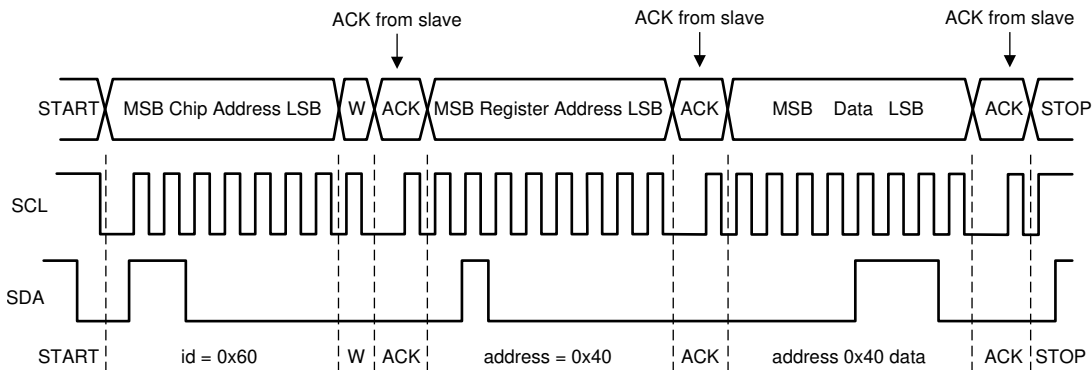 ACK from slave ACK from slave ACK from slave
START MSB Chip Address LSB W ACK MSB Register Address LSB ACK MSB Data LSB ACK STOP
SCL
SDA
START id = 0x60 W ACK address = 0x40 ACK address 0x40 data ACK STOP